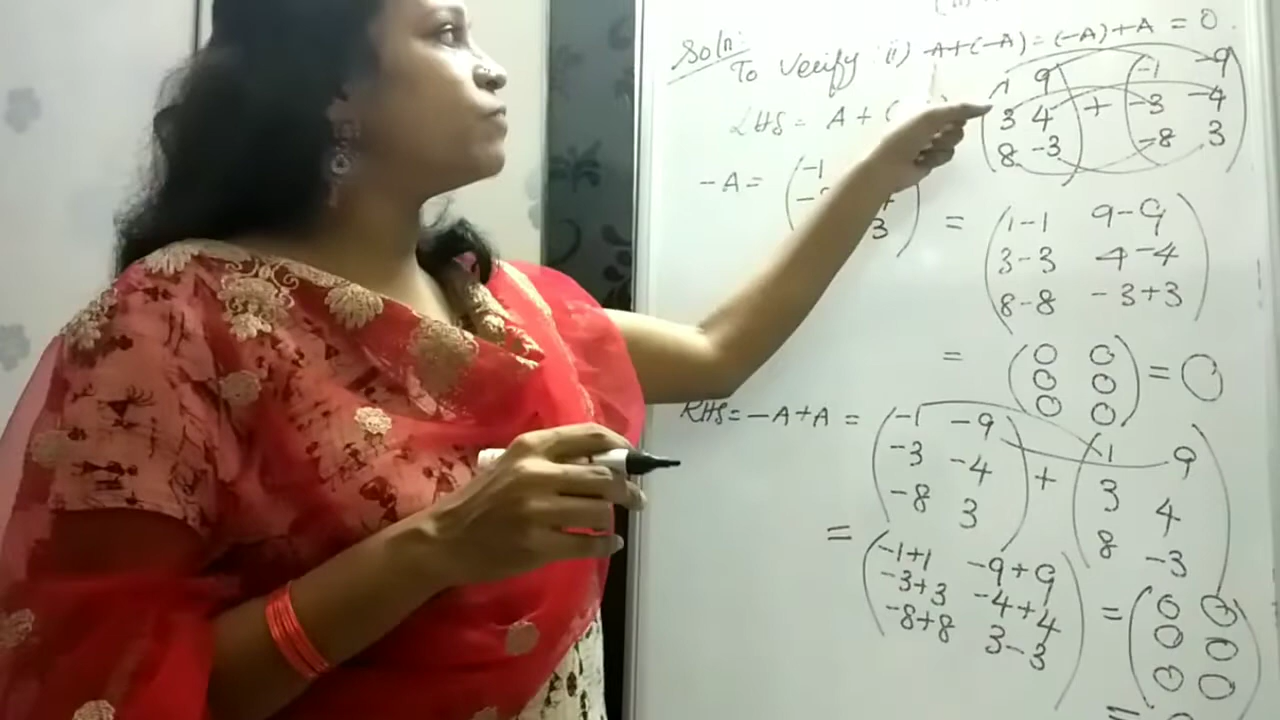 Soln:
To Verify ii) A+(-A) = (-A)+A = 0.
LHS = A + (
1 9 -1 -9
3 4 + -3 -4
8 -3 -8 3
-A = -1
3
= 1-1 9-9
3-3 4-4
8-8 -3+3
= 0 0
0 0 = 0
0 0
RHS = -A+A = -1 -9 1 9
-3 -4 + 3 4
-8 3 8 -3
= -1+1 -9+9
-3+3 -4+4 = 0 0
-8+8 3-3 0 0
0 0